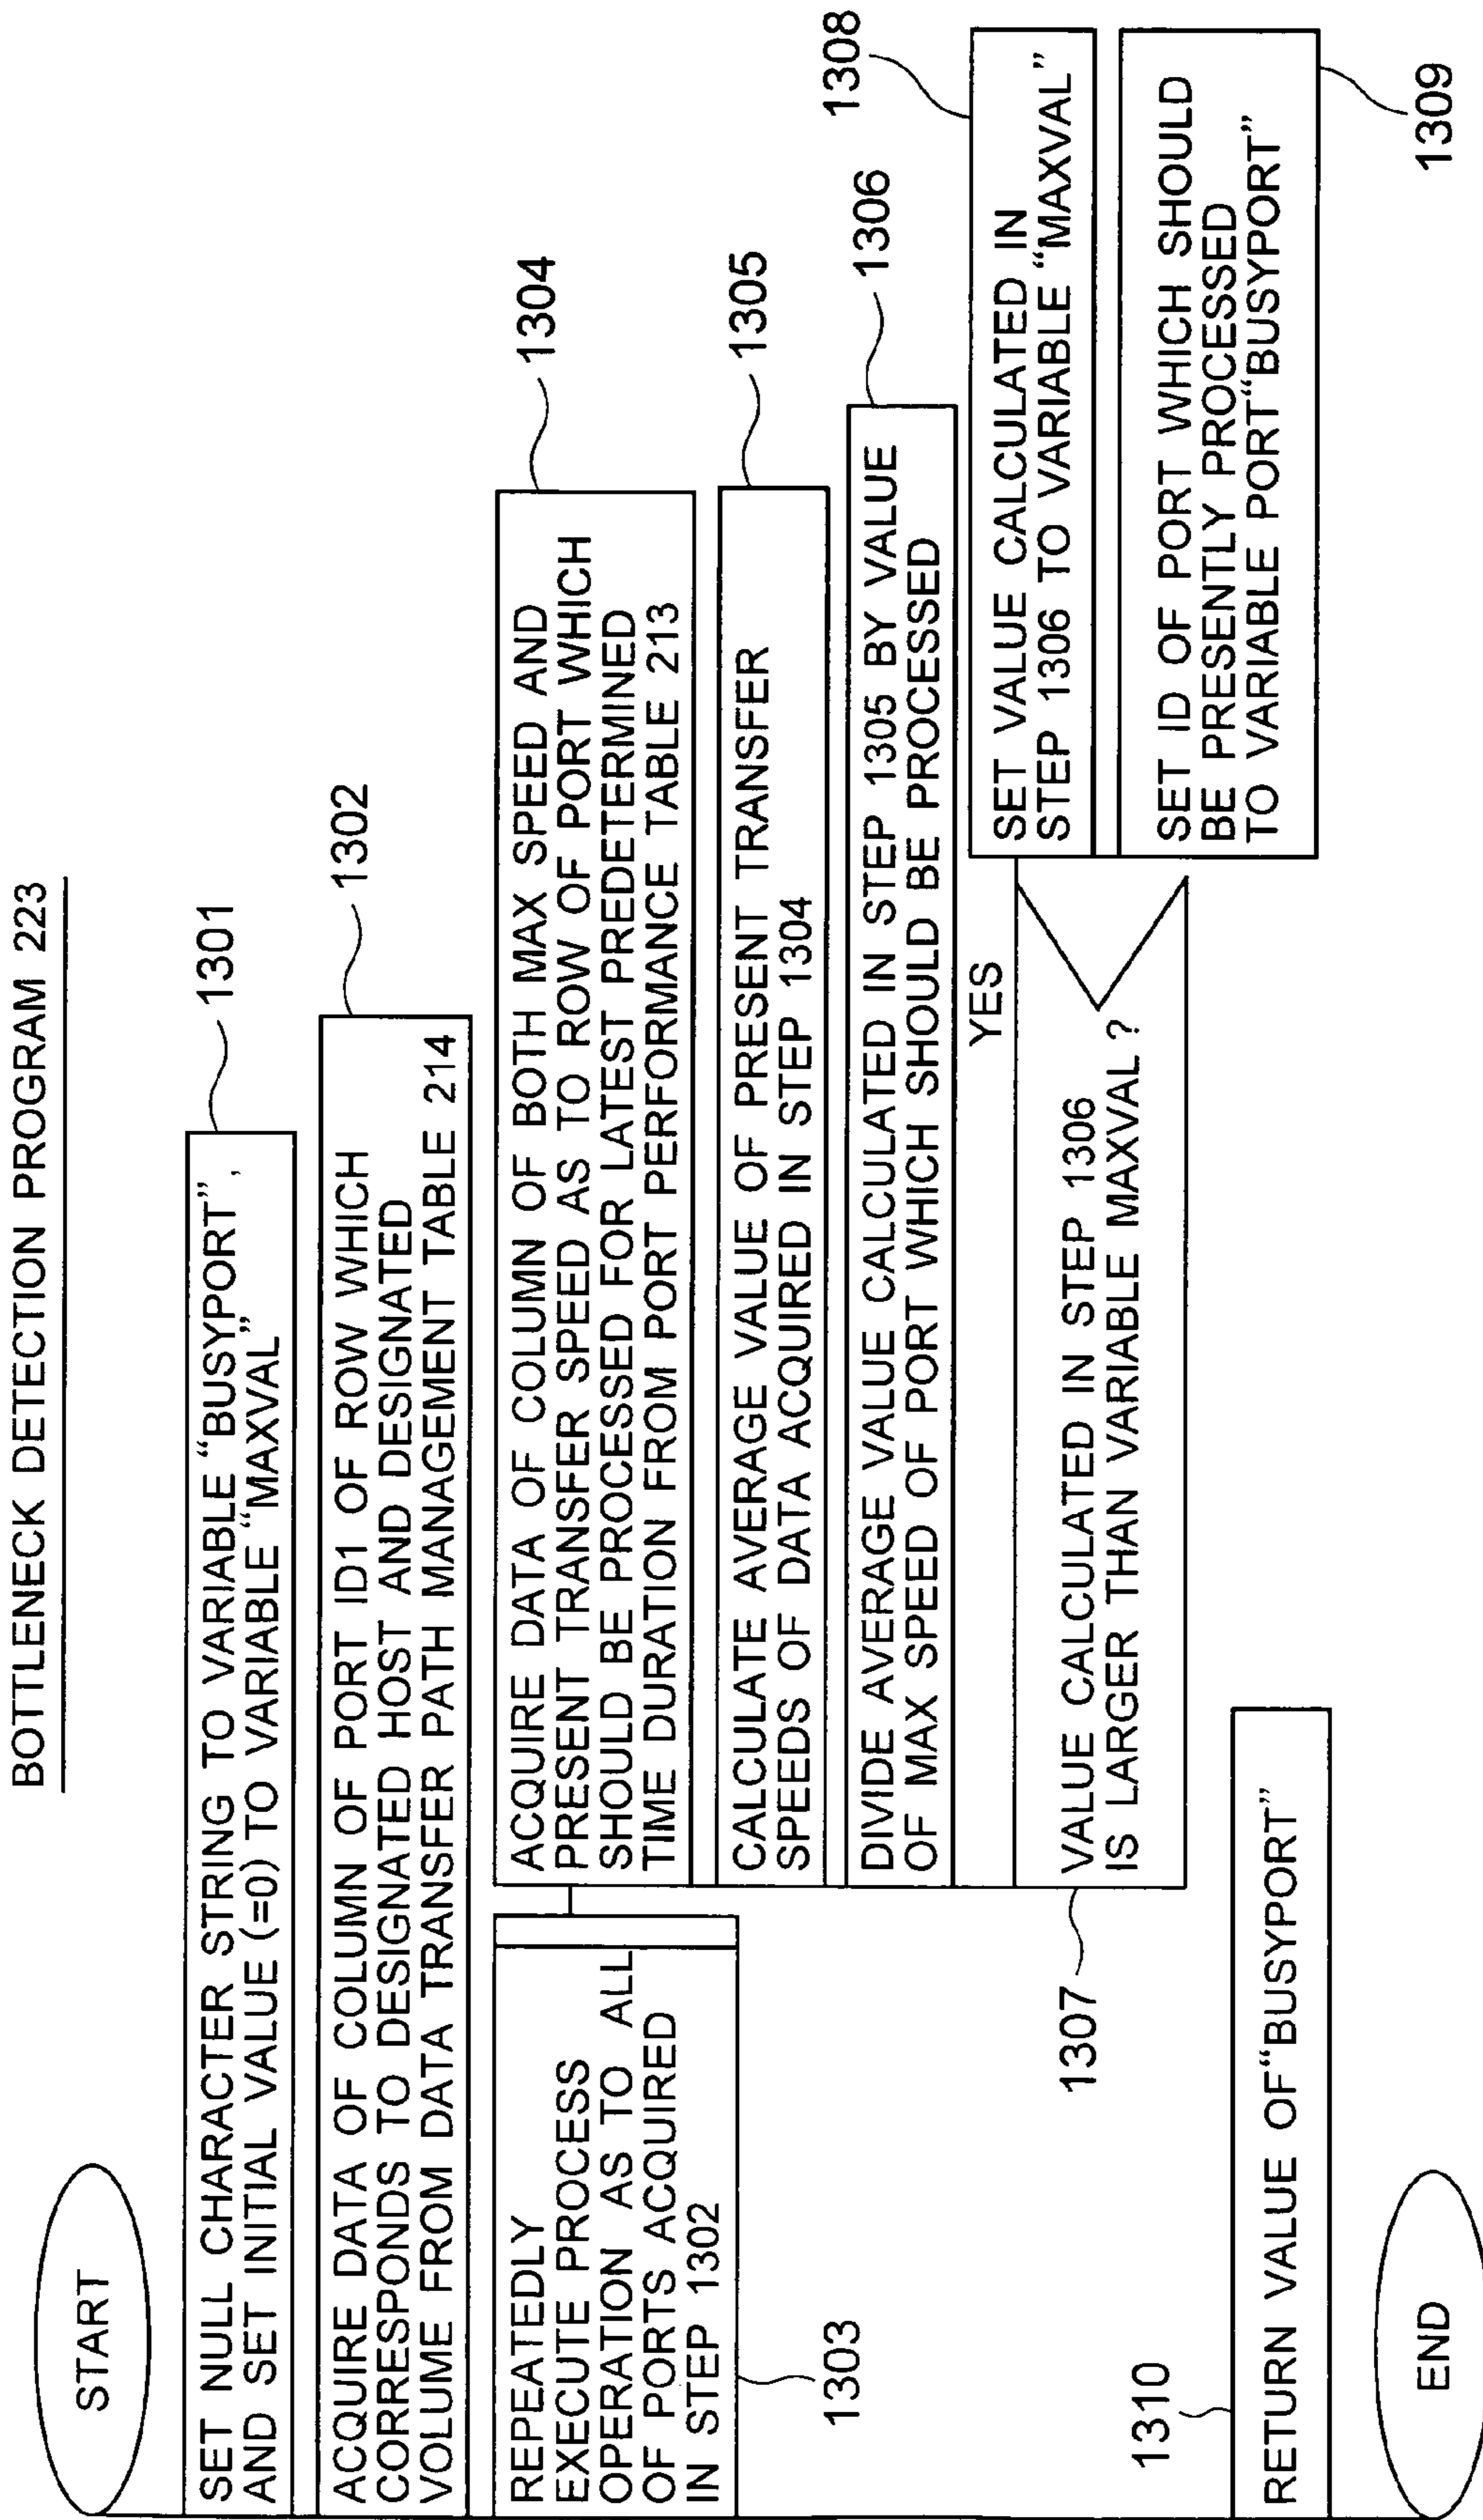 BOTTLENECK DETECTION PROGRAM 223
START
1301
SET NULL CHARACTER STRING TO VARIABLE “BUSYPORT”,
AND SET INITIAL VALUE (=0) TO VARIABLE “MAXVAL”
1302
ACQUIRE DATA OF COLUMN OF PORT ID1 OF ROW WHICH
CORRESPONDS TO DESIGNATED HOST AND DESIGNATED
VOLUME FROM DATA TRANSFER PATH MANAGEMENT TABLE 214
REPEATEDLY
EXECUTE PROCESS
OPERATION AS TO ALL
OF PORTS ACQUIRED
IN STEP 1302
1303
1304
ACQUIRE DATA OF COLUMN OF BOTH MAX SPEED AND
PRESENT TRANSFER SPEED AS TO ROW OF PORT WHICH
SHOULD BE PROCESSED FOR LATEST PREDETERMINED
TIME DURATION FROM PORT PERFORMANCE TABLE 213
1305
CALCULATE AVERAGE VALUE OF PRESENT TRANSFER
SPEEDS OF DATA ACQUIRED IN STEP 1304
1306
DIVIDE AVERAGE VALUE CALCULATED IN STEP 1305 BY VALUE
OF MAX SPEED OF PORT WHICH SHOULD BE PROCESSED
YES
1307
VALUE CALCULATED IN STEP 1306
IS LARGER THAN VARIABLE MAXVAL ?
1308
SET VALUE CALCULATED IN
STEP 1306 TO VARIABLE “MAXVAL”
SET ID OF PORT WHICH SHOULD
BE PRESENTLY PROCESSED
TO VARIABLE PORT“BUSYPORT”
1309
1310
RETURN VALUE OF“BUSYPORT”
END